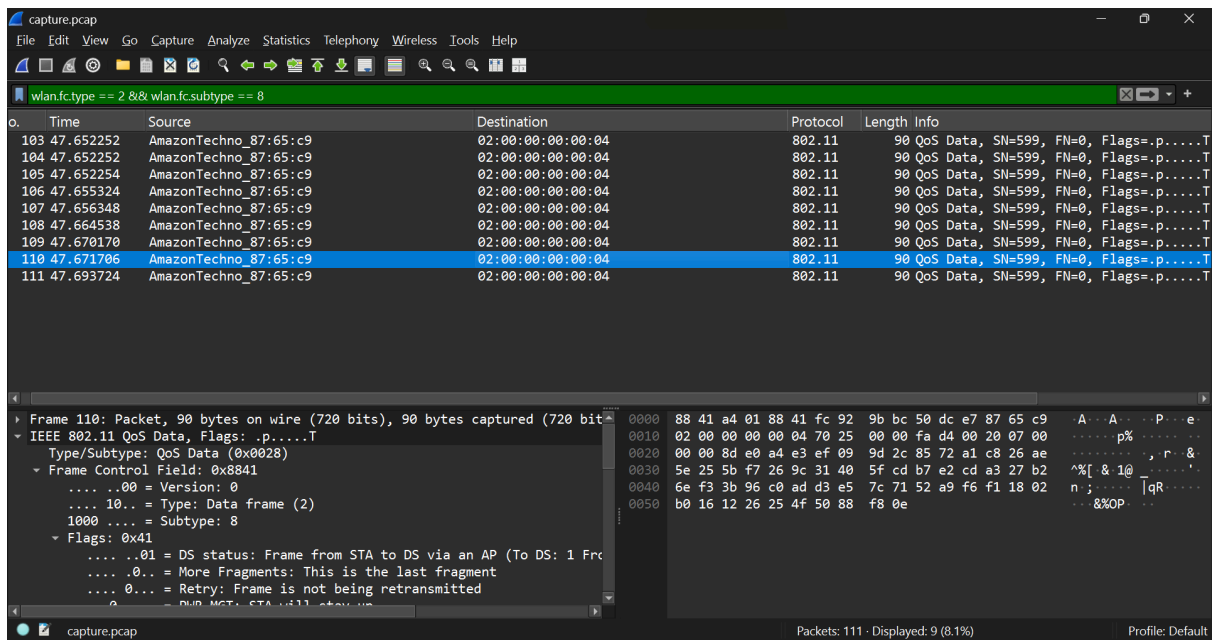 capture.pcap
File Edit View Go Capture Analyze Statistics Telephony Wireless Tools Help
wlan.fc.type == 2 && wlan.fc.subtype == 8
o. Time Source Destination Protocol Length Info
103 47.652252 AmazonTechno_87:65:c9 02:00:00:00:00:04 802.11 90 QoS Data, SN=599, FN=0, Flags=.p.....T
104 47.652252 AmazonTechno_87:65:c9 02:00:00:00:00:04 802.11 90 QoS Data, SN=599, FN=0, Flags=.p.....T
105 47.652254 AmazonTechno_87:65:c9 02:00:00:00:00:04 802.11 90 QoS Data, SN=599, FN=0, Flags=.p.....T
106 47.655324 AmazonTechno_87:65:c9 02:00:00:00:00:04 802.11 90 QoS Data, SN=599, FN=0, Flags=.p.....T
107 47.656348 AmazonTechno_87:65:c9 02:00:00:00:00:04 802.11 90 QoS Data, SN=599, FN=0, Flags=.p.....T
108 47.664538 AmazonTechno_87:65:c9 02:00:00:00:00:04 802.11 90 QoS Data, SN=599, FN=0, Flags=.p.....T
109 47.670170 AmazonTechno_87:65:c9 02:00:00:00:00:04 802.11 90 QoS Data, SN=599, FN=0, Flags=.p.....T
110 47.671706 AmazonTechno_87:65:c9 02:00:00:00:00:04 802.11 90 QoS Data, SN=599, FN=0, Flags=.p.....T
111 47.693724 AmazonTechno_87:65:c9 02:00:00:00:00:04 802.11 90 QoS Data, SN=599, FN=0, Flags=.p.....T
Frame 110: Packet, 90 bytes on wire (720 bits), 90 bytes captured (720 bit
IEEE 802.11 QoS Data, Flags: .p.....T
Type/Subtype: QoS Data (0x0028)
Frame Control Field: 0x8841
.... ..00 = Version: 0
.... 10.. = Type: Data frame (2)
1000 .... = Subtype: 8
Flags: 0x41
.... ..01 = DS status: Frame from STA to DS via an AP (To DS: 1 Fro
.... .0.. = More Fragments: This is the last fragment
.... 0... = Retry: Frame is not being retransmitted
0000 88 41 a4 01 88 41 fc 92 9b bc 50 dc e7 87 65 c9 ·A···A·· ··P···e·
0010 02 00 00 00 00 04 70 25 00 00 fa d4 00 20 07 00 ······p% ····· ··
0020 00 00 8d e0 a4 e3 ef 09 9d 2c 85 72 a1 c8 26 ae ········ ·,·r··&·
0030 5e 25 5b f7 26 9c 31 40 5f cd b7 e2 cd a3 27 b2 ^%[·&·1@ _·····'·
0040 6e f3 3b 96 c0 ad d3 e5 7c 71 52 a9 f6 f1 18 02 n·;····· |qR·····
0050 b0 16 12 26 25 4f 50 88 f8 0e ···&%OP· ··
capture.pcap Packets: 111 · Displayed: 9 (8.1%) Profile: Default